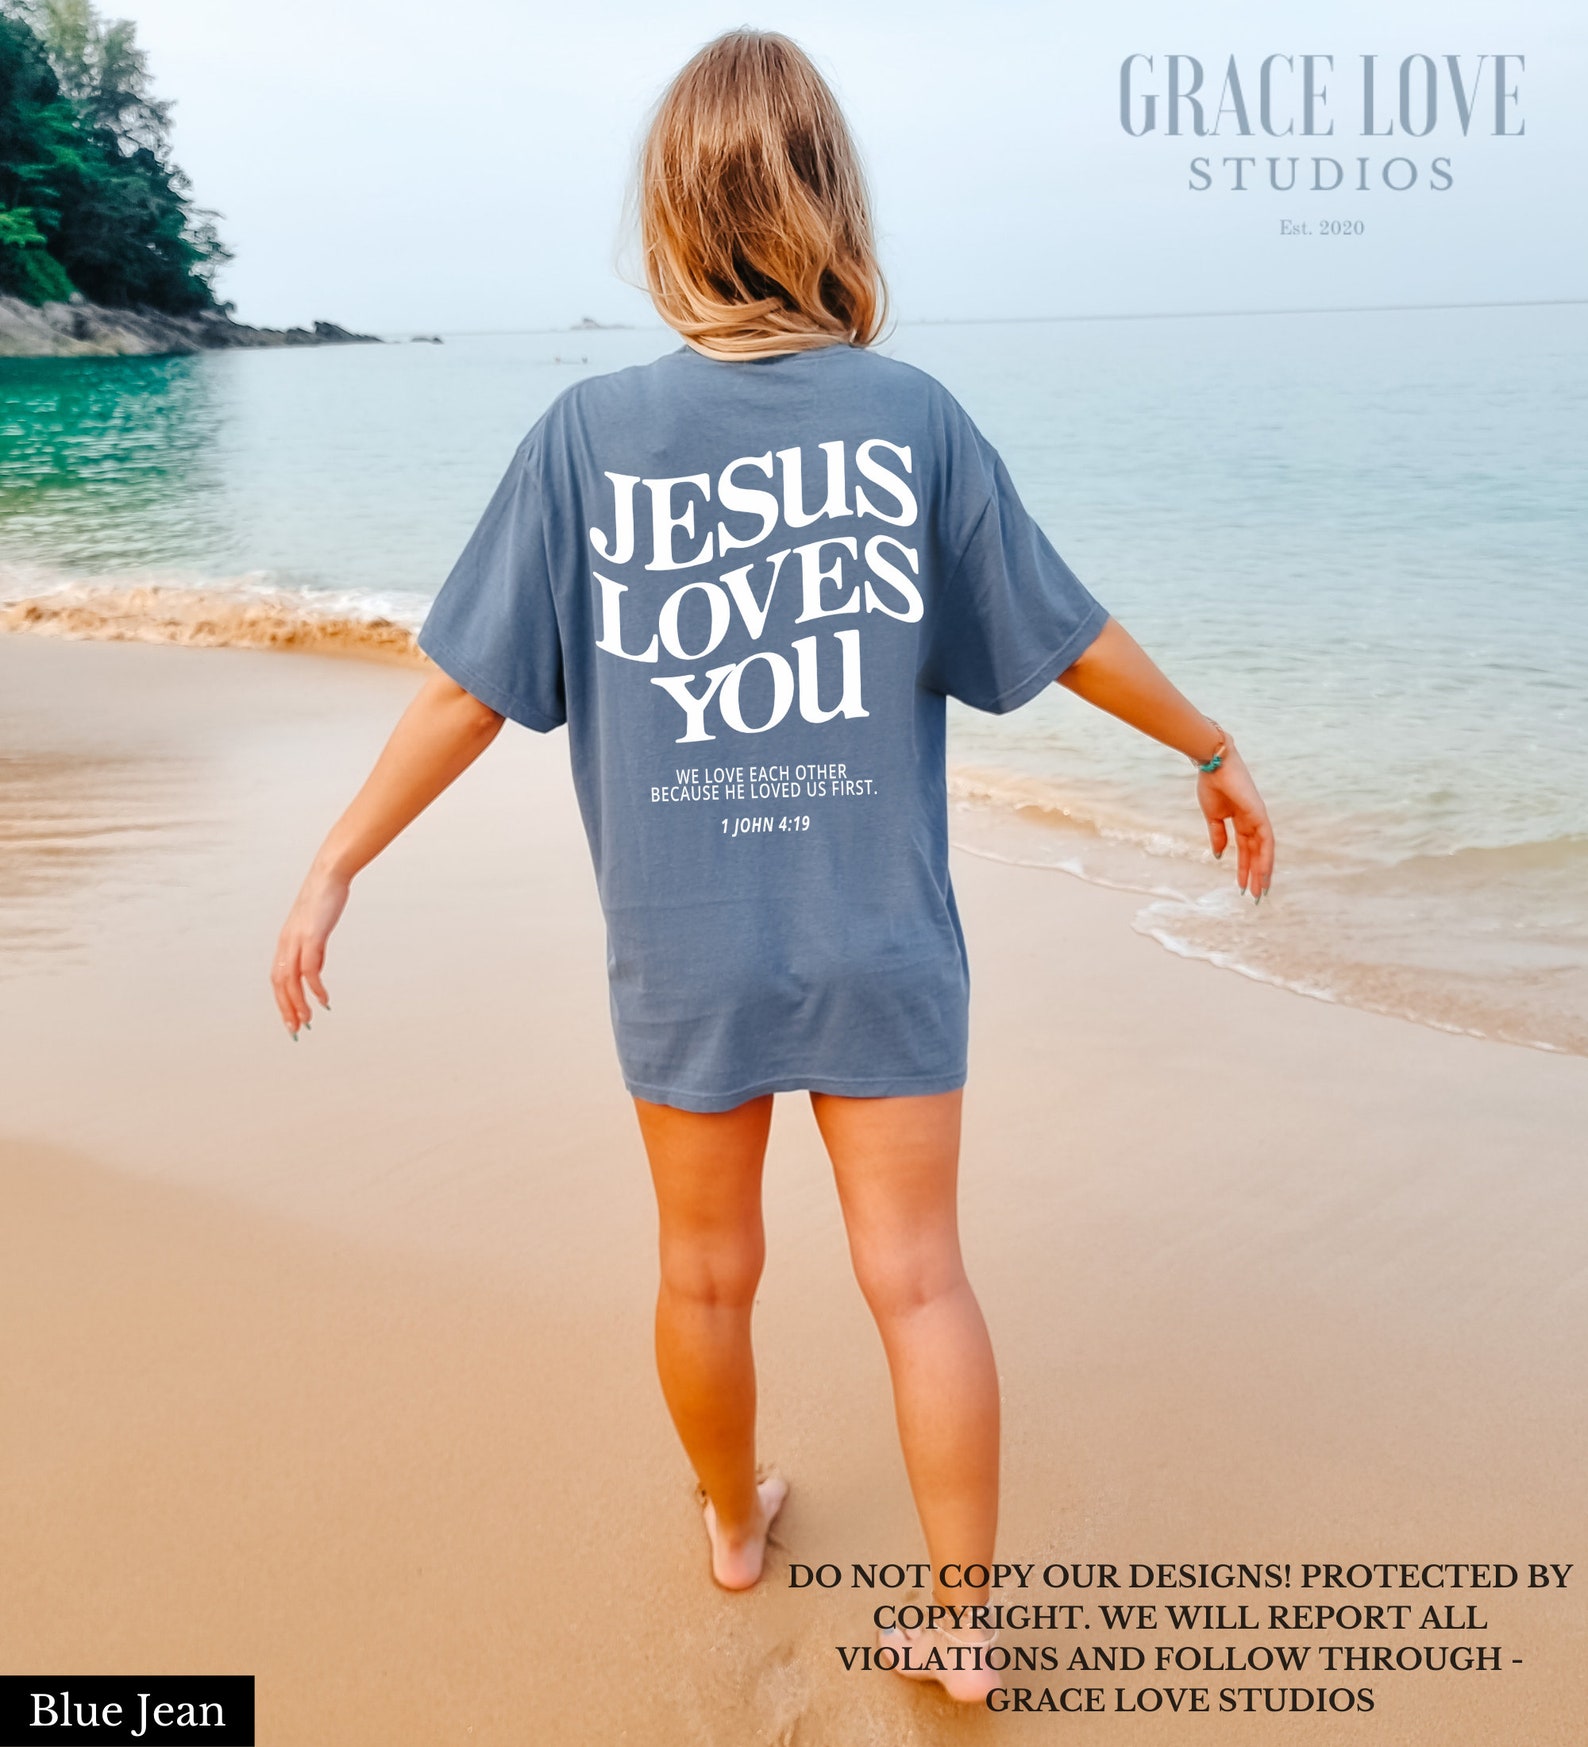 GRACE LOVE
STUDIOS
Est. 2020
JESUS
LOVES
YOU
WE LOVE EACH OTHER
BECAUSE HE LOVED US FIRST.
1 JOHN 4:19
DO NOT COPY OUR DESIGNS! PROTECTED BY
COPYRIGHT. WE WILL REPORT ALL
VIOLATIONS AND FOLLOW THROUGH -
GRACE LOVE STUDIOS
Blue Jean